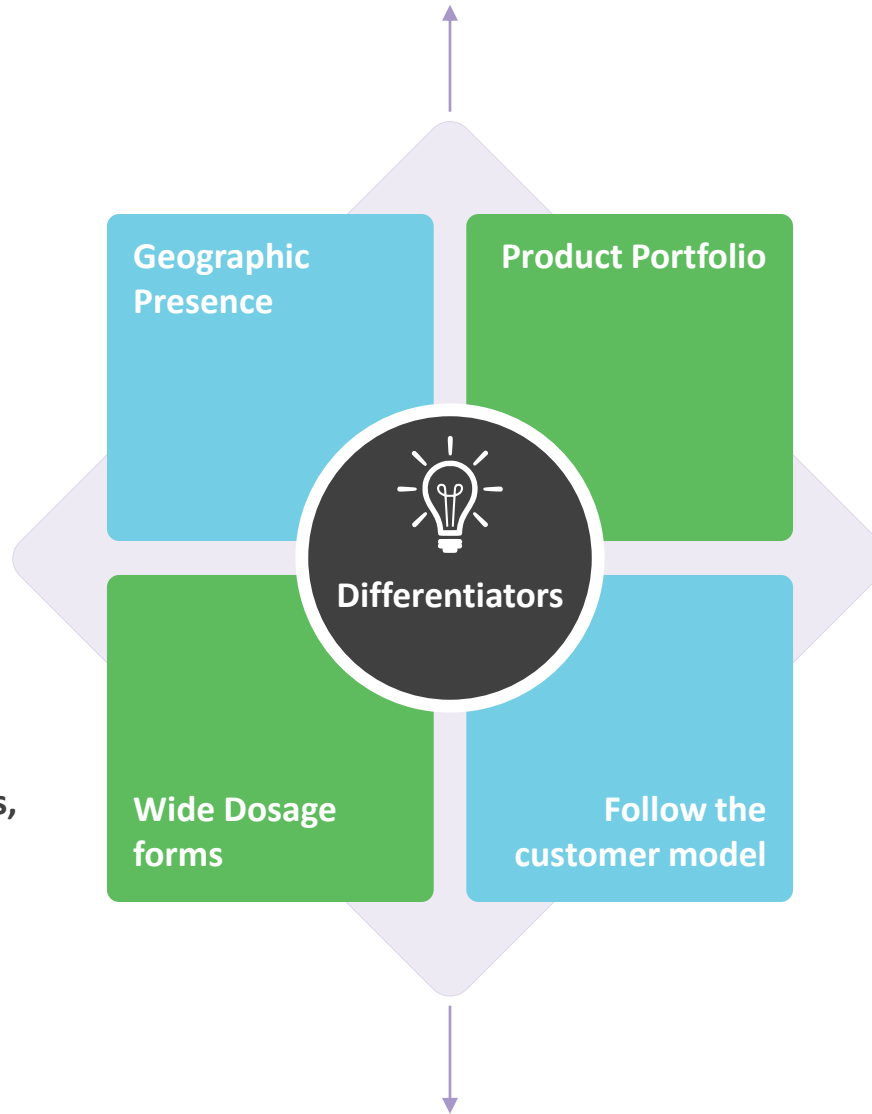 Geographic
Presence
Product Portfolio
Differentiators
s,
Wide Dosage
forms
Follow the
customer model